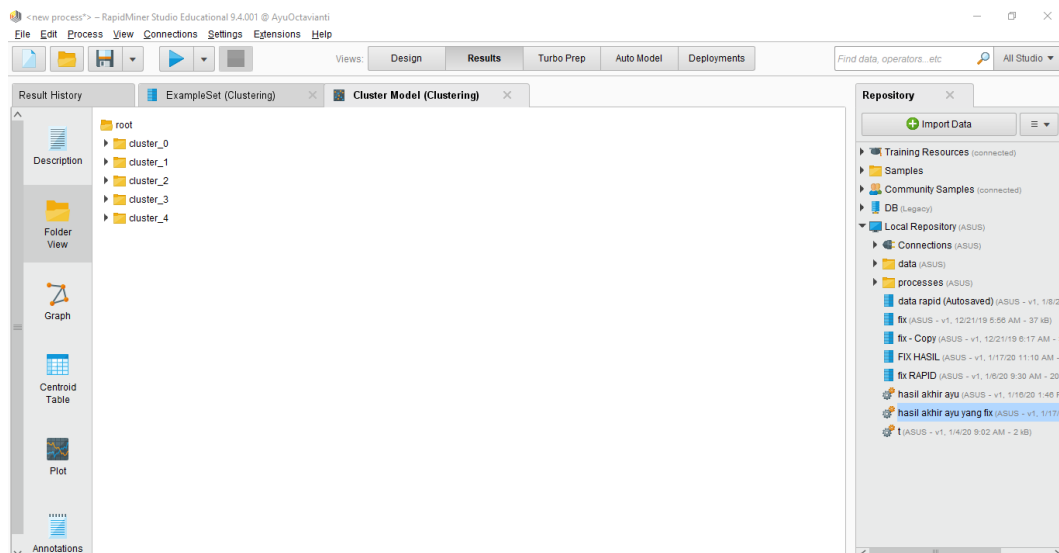 <new process*> – RapidMiner Studio Educational 9.4.001 @ AyuOctavianti
File Edit Process View Connections Settings Extensions Help
Views: Design Results Turbo Prep Auto Model Deployments Find data, operators...etc All Studio
Result History ExampleSet (Clustering) Cluster Model (Clustering)
Description
Folder View
Graph
Centroid Table
Plot
Annotations
root
cluster_0
cluster_1
cluster_2
cluster_3
cluster_4
Repository
Import Data
Training Resources (connected)
Samples
Community Samples (connected)
DB (Legacy)
Local Repository (ASUS)
Connections (ASUS)
data (ASUS)
processes (ASUS)
data rapid (Autosaved) (ASUS - v1, 1/8/2
fix (ASUS - v1, 12/21/19 5:56 AM - 37 kB)
fix - Copy (ASUS - v1, 12/21/19 6:17 AM -
FIX HASIL (ASUS - v1, 1/17/20 11:10 AM -
fix RAPID (ASUS - v1, 1/6/20 9:30 AM - 20
hasil akhir ayu (ASUS - v1, 1/16/20 1:46 P
hasil akhir ayu yang fix (ASUS - v1, 1/17/
t (ASUS - v1, 1/4/20 9:02 AM - 2 kB)